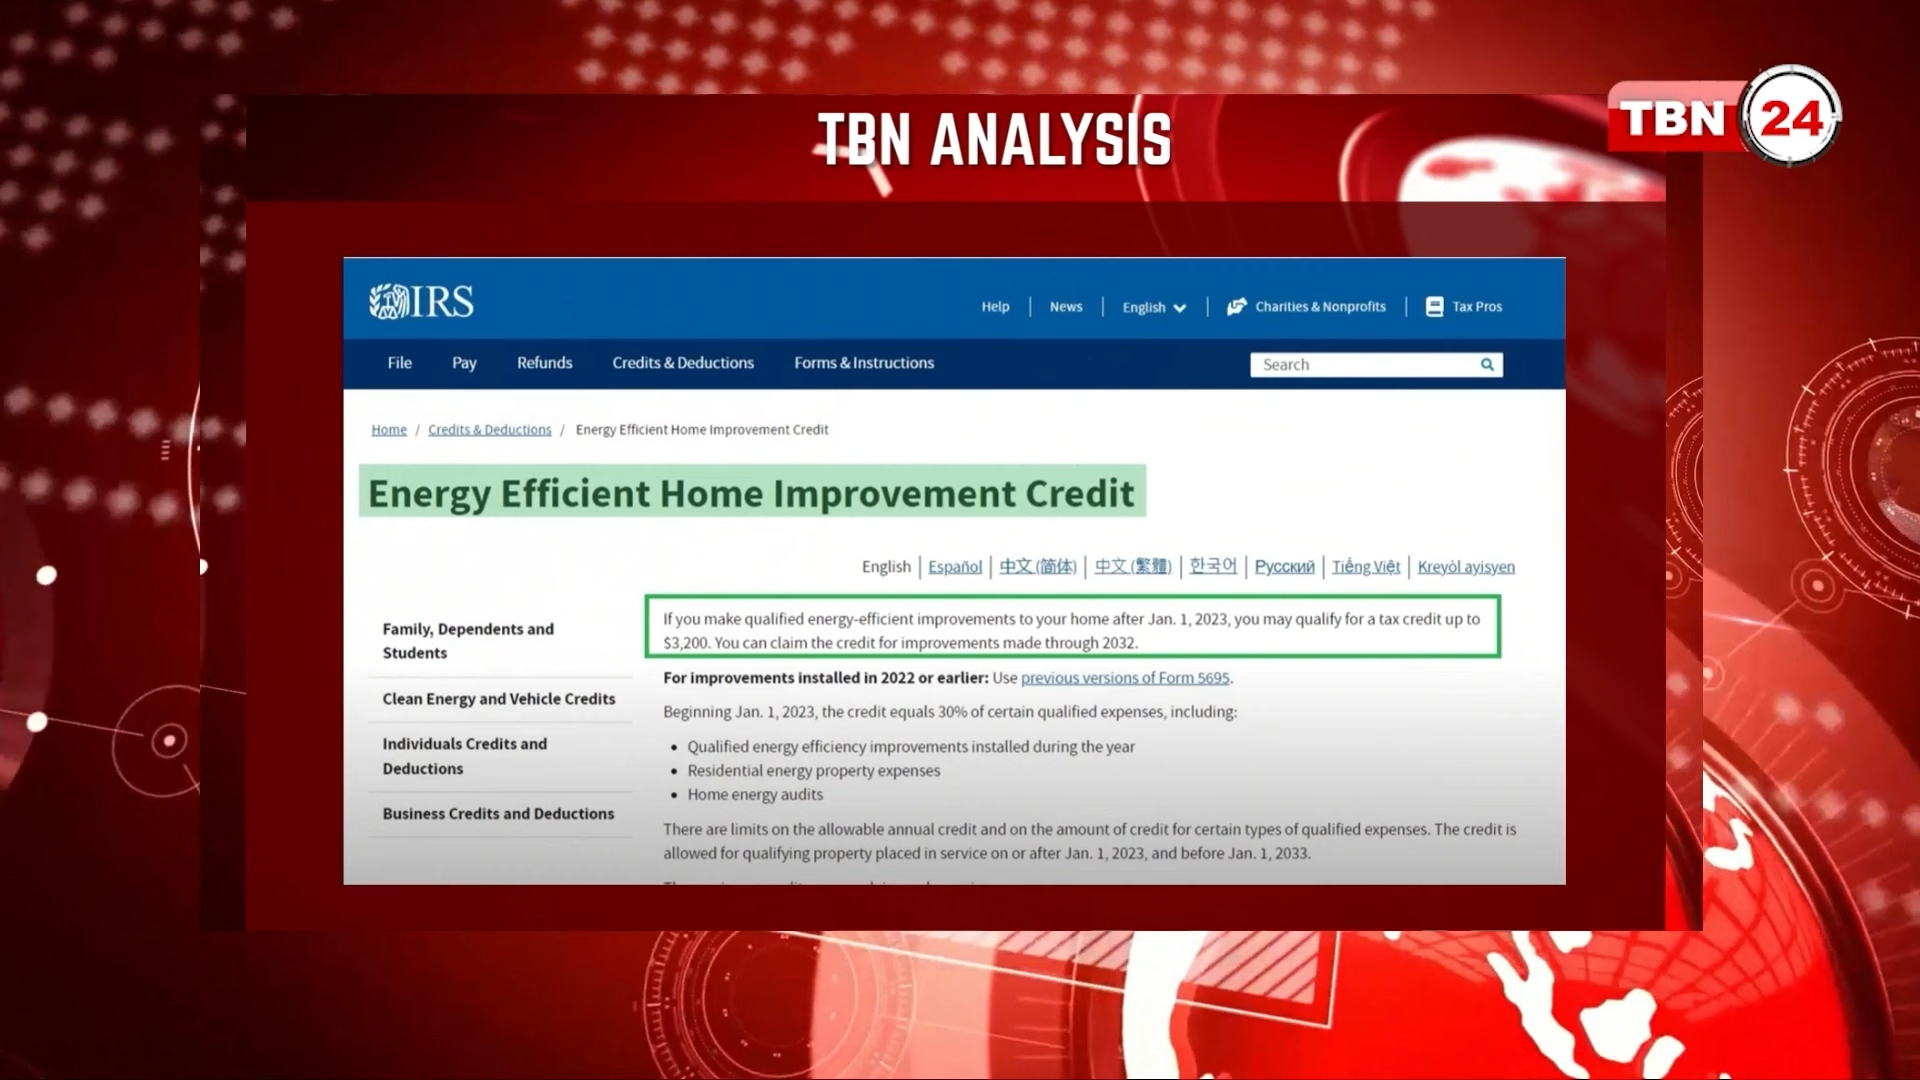 TBN ANALYSIS
TBN 24
IRS
Help
News
English
Charities & Nonprofits
Tax Pros
File
Pay
Refunds
Credits & Deductions
Forms & Instructions
Search
Home / Credits & Deductions / Energy Efficient Home Improvement Credit
Energy Efficient Home Improvement Credit
English | Español | 中文 (简体) | 中文 (繁體) | 한국어 | Русский | Tiếng Việt | Kreyòl ayisyen
Family, Dependents and
Students
Clean Energy and Vehicle Credits
Individuals Credits and
Deductions
Business Credits and Deductions
If you make qualified energy-efficient improvements to your home after Jan. 1, 2023, you may qualify for a tax credit up to
$3,200. You can claim the credit for improvements made through 2032.
For improvements installed in 2022 or earlier: Use previous versions of Form 5695.
Beginning Jan. 1, 2023, the credit equals 30% of certain qualified expenses, including:
• Qualified energy efficiency improvements installed during the year
• Residential energy property expenses
• Home energy audits
There are limits on the allowable annual credit and on the amount of credit for certain types of qualified expenses. The credit is
allowed for qualifying property placed in service on or after Jan. 1, 2023, and before Jan. 1, 2033.